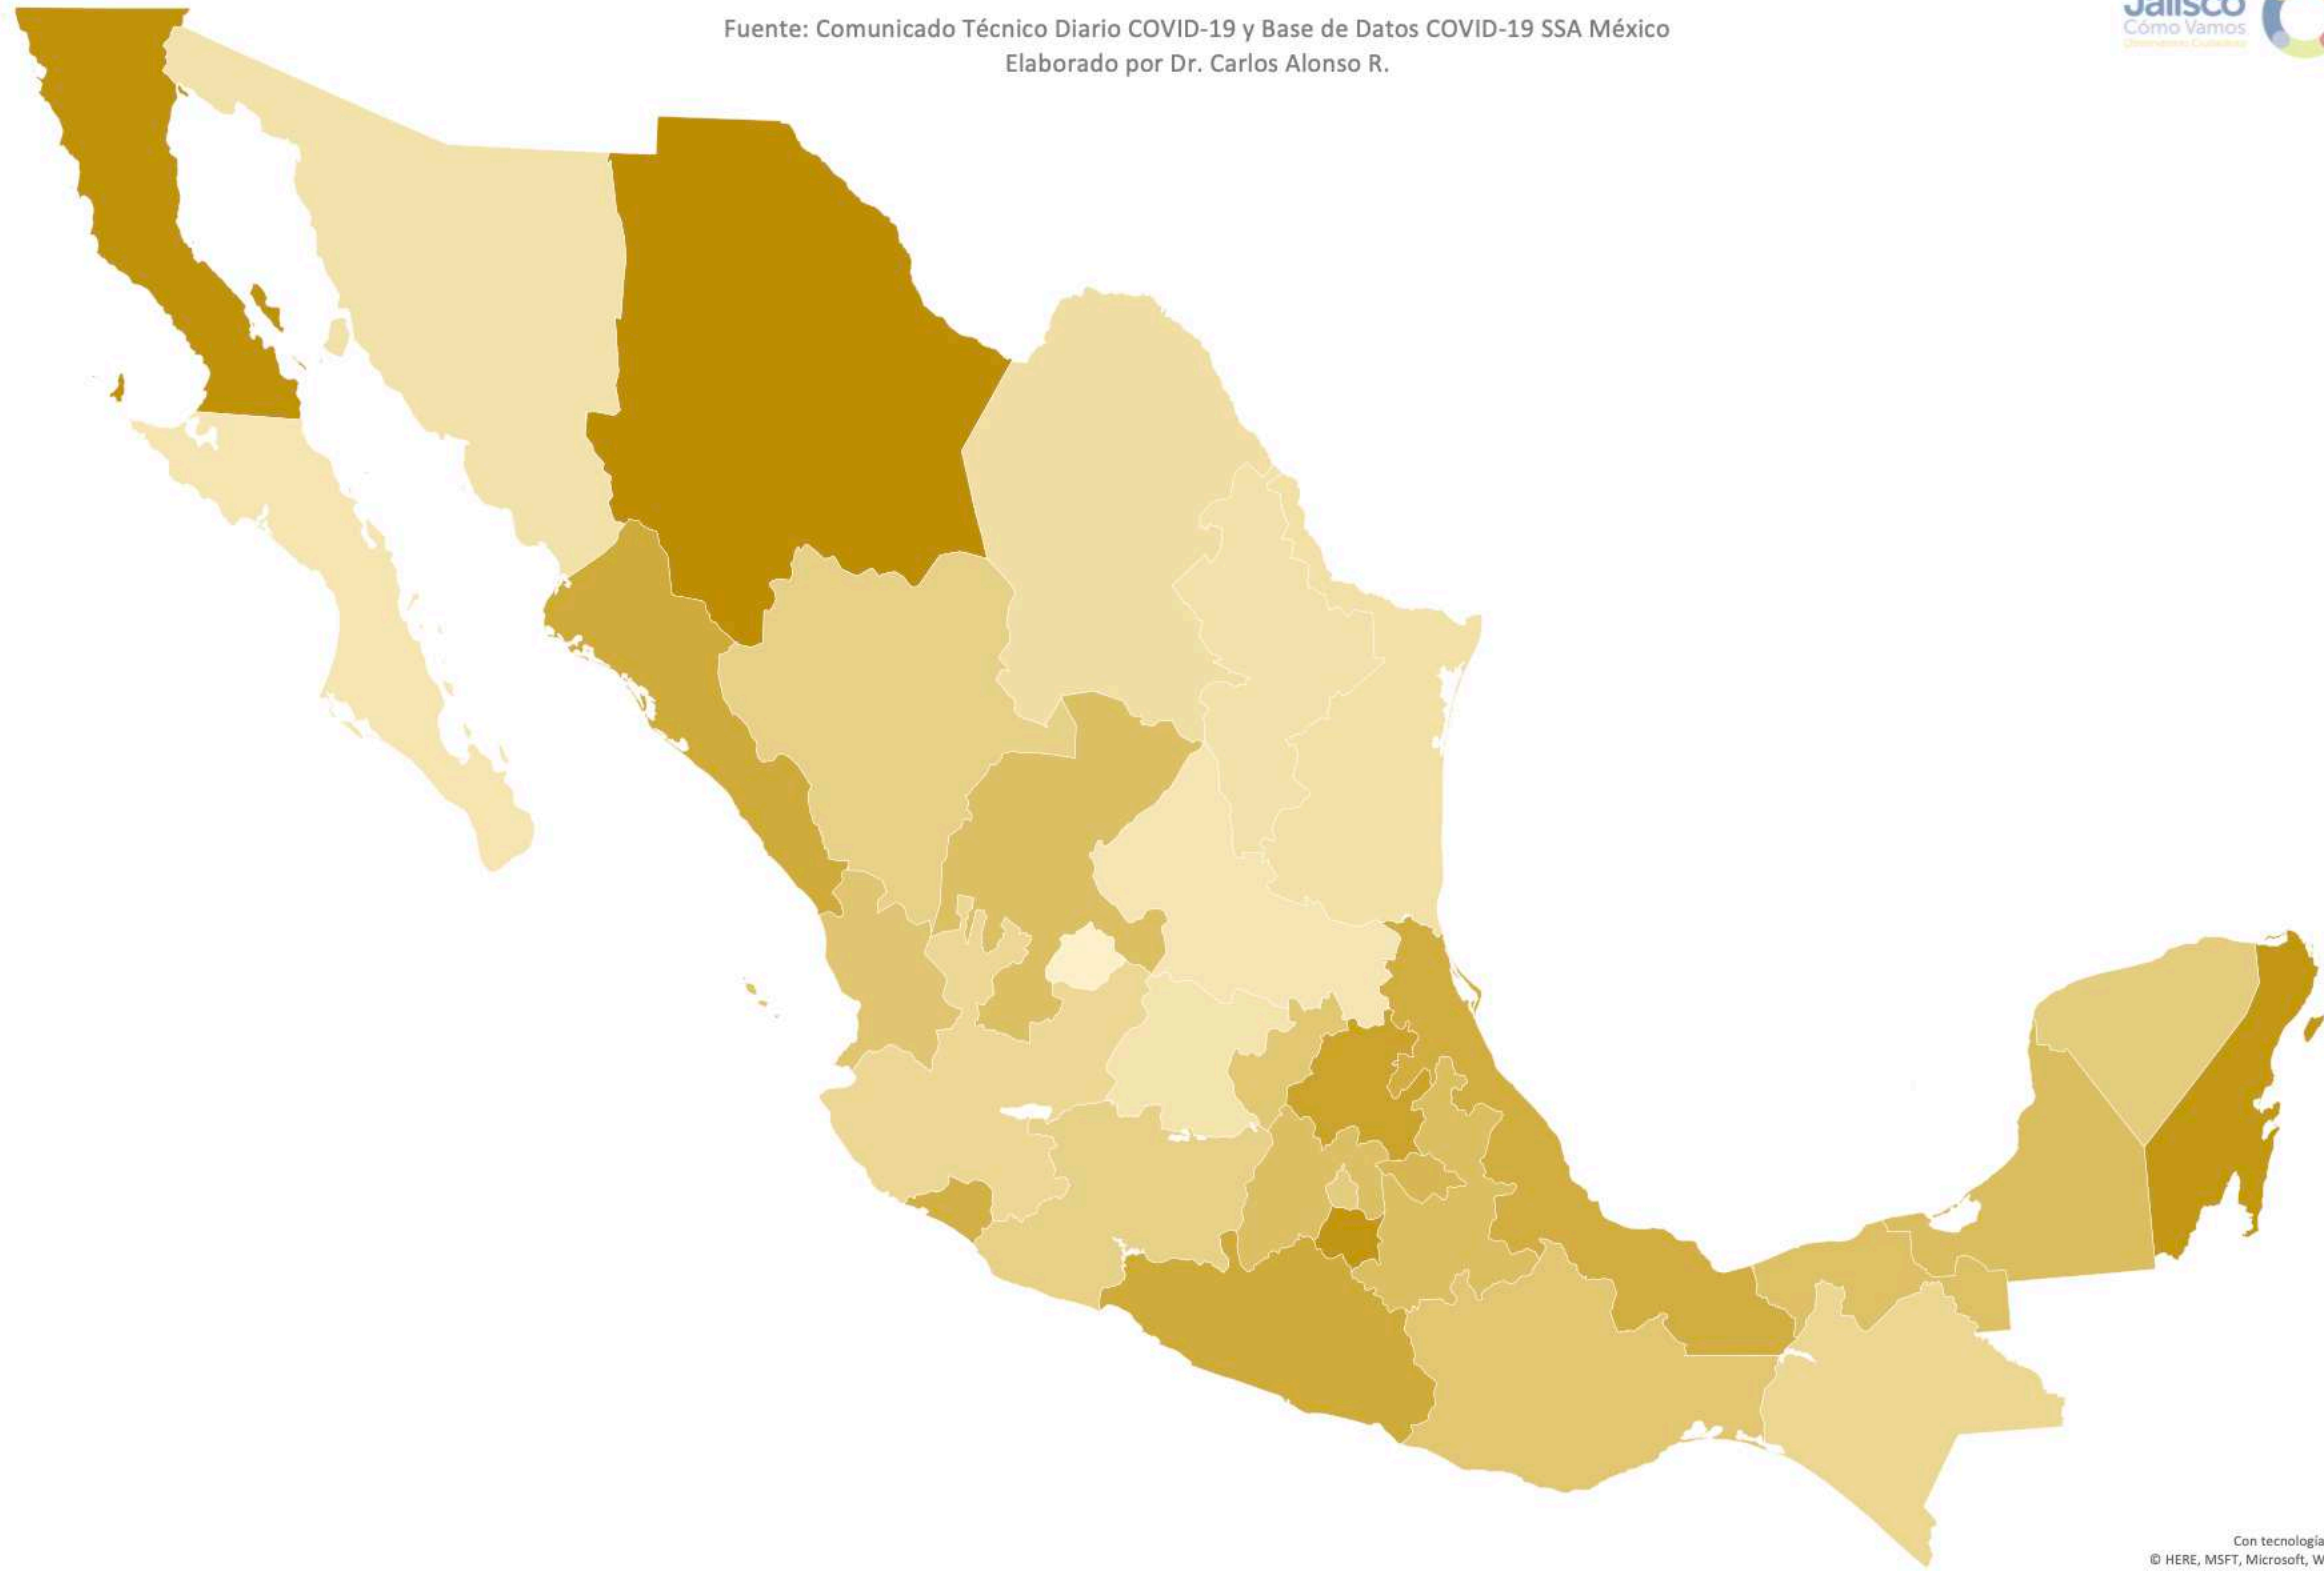 Jalisco
Cómo Vamos
Fuente: Comunicado Técnico Diario COVID-19 y Base de Datos COVID-19 SSA México
Elaborado por Dr. Carlos Alonso R.
Con tecnología
© HERE, MSFT, Microsoft, W